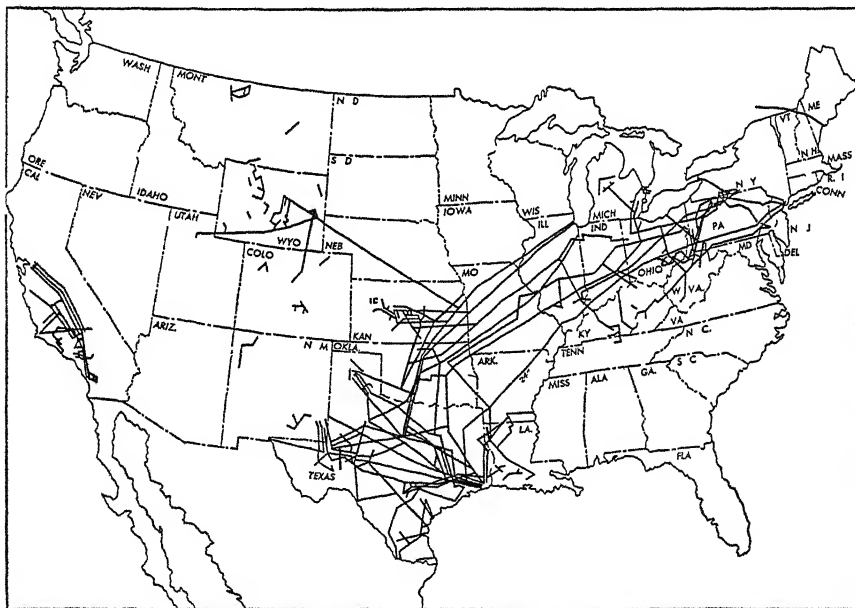 WASH
MONT
N D
ME
VT
N H
MASS
R. I
CONN
N Y
ORE
CAL
IDAHO
S D
MINN
IOWA
WIS
ILL
MICH
IND
NEV
UTAH
WYO
NEB
COLO
MO
OHIO
PA
N J
MD
DEL
W VA.
ARIZ.
N M
KAN
OKLA.
ARK.
KY
TENN
VA
N C.
S C
MISS
ALA
GA.
LA.
FLA
TEXAS